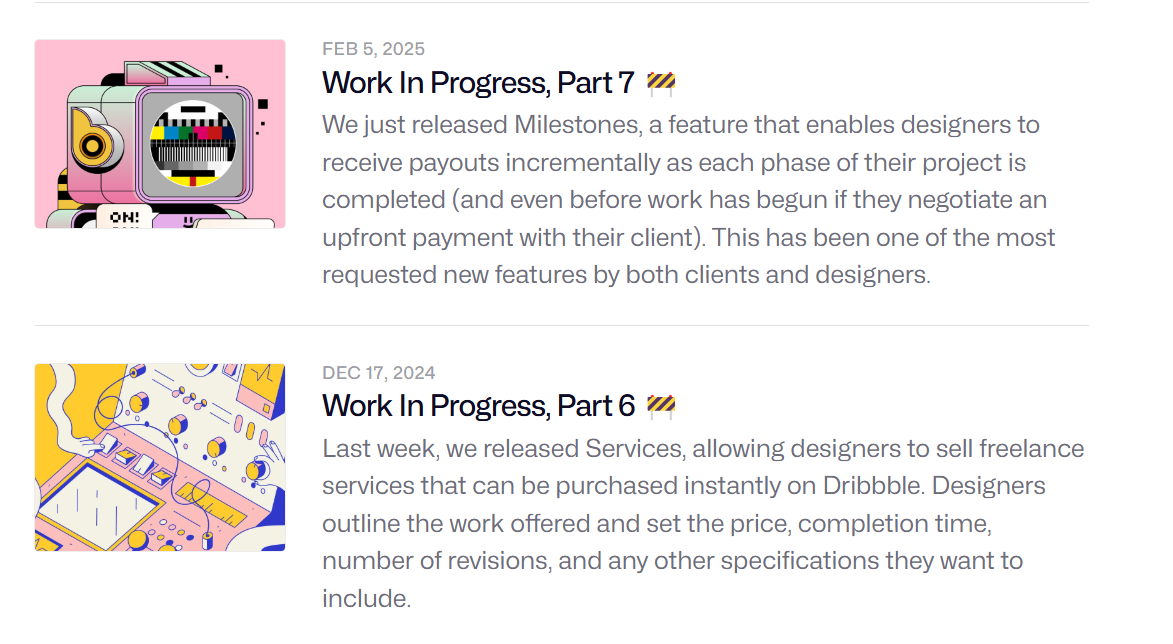 FEB 5, 2025
Work In Progress, Part 7 🚧
We just released Milestones, a feature that enables designers to
receive payouts incrementally as each phase of their project is
completed (and even before work has begun if they negotiate an
upfront payment with their client). This has been one of the most
requested new features by both clients and designers.
ON!
DEC 17, 2024
Work In Progress, Part 6 🚧
Last week, we released Services, allowing designers to sell freelance
services that can be purchased instantly on Dribbble. Designers
outline the work offered and set the price, completion time,
number of revisions, and any other specifications they want to
include.